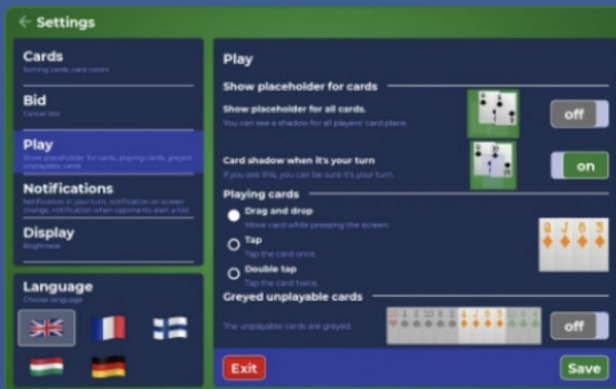 ← Settings
Cards
Sorting cards, card colors
Bid
Cancel bid
Play
Show placeholder for cards, playing cards, greyed
unplayable cards
Notifications
Notification in your turn, notification on screen
change, notification when opponents alert a bid
Display
Brightness
Language
Choose language
Play
Show placeholder for cards
Show placeholder for all cards.
You can see a shadow for all players' card place.
off
Card shadow when it's your turn
If you see this, you can be sure it's your turn.
on
Playing cards
Drag and drop
Move card while pressing the screen.
Tap
Tap the card once.
Double tap
Tap the card twice.
Q J 6 3
Greyed unplayable cards
The unplayable cards are greyed.
off
Exit
Save